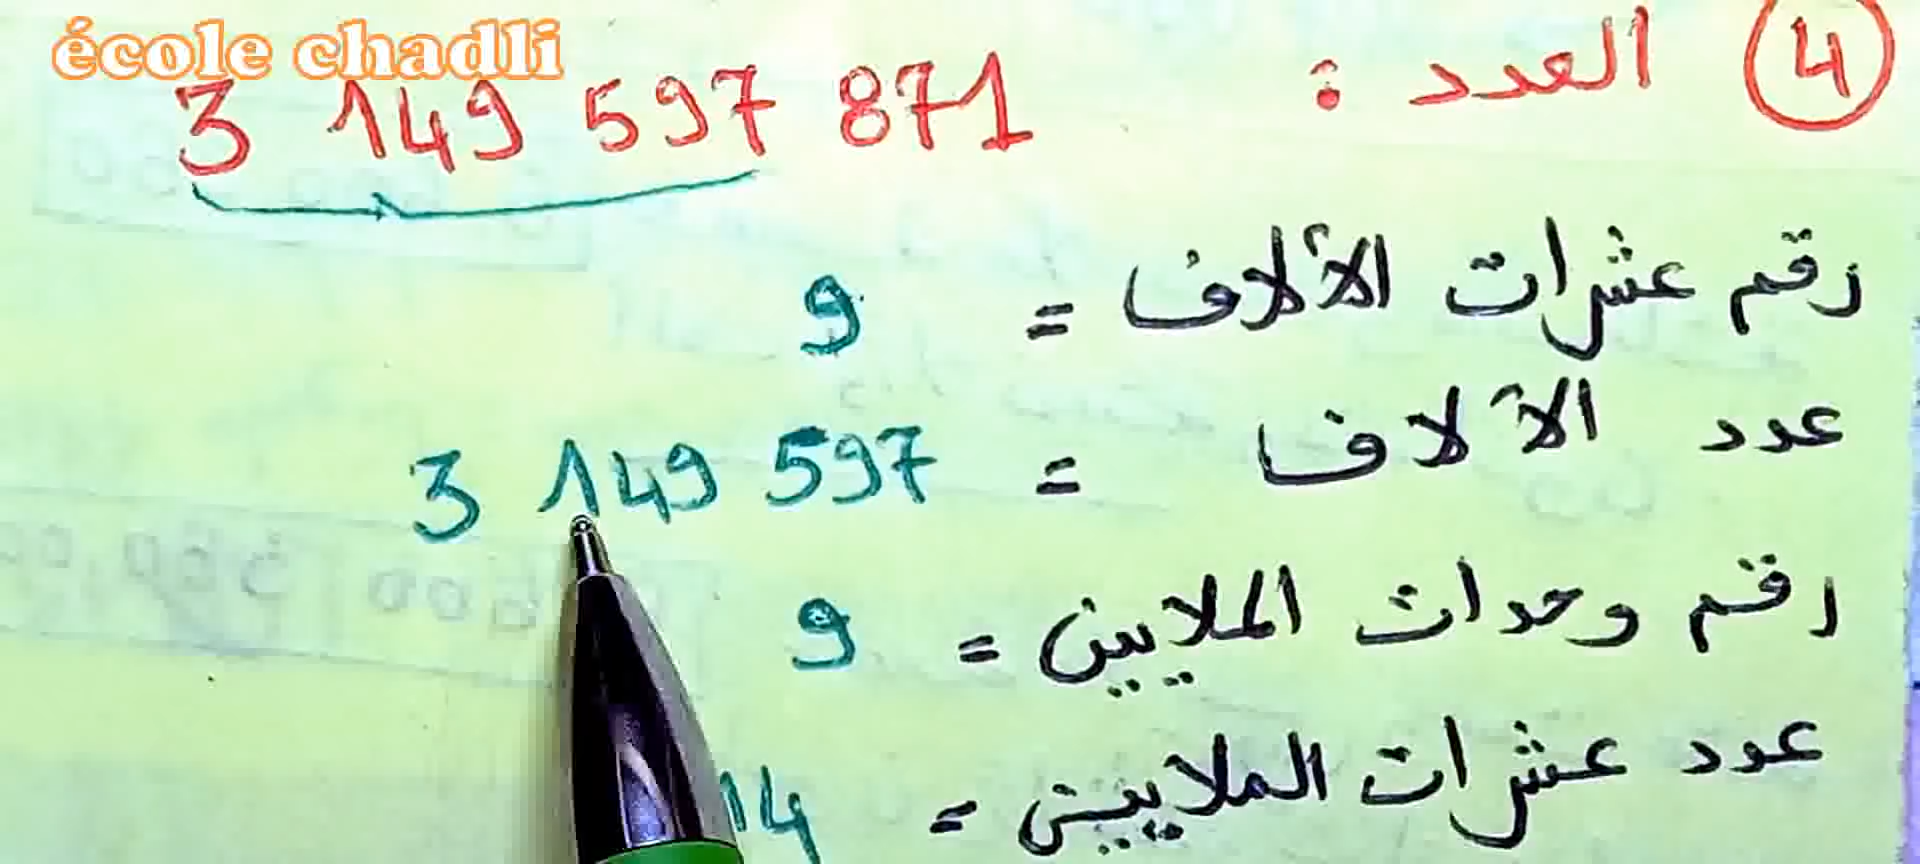 école chadli
④ العدد : 3 149 597 871
رقم عشرات الآلاف = 9
عدد الآلاف = 3 149 597
رقم وحدات الملايين = 9
عدد عشرات الملايين = 14